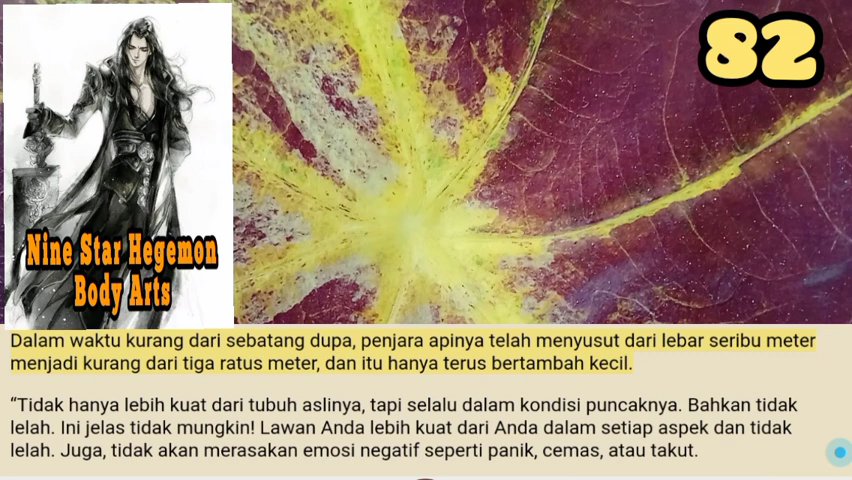 82
Nine Star Hegemon
Body Arts
Dalam waktu kurang dari sebatang dupa, penjara apinya telah menyusut dari lebar seribu meter
menjadi kurang dari tiga ratus meter, dan itu hanya terus bertambah kecil.
“Tidak hanya lebih kuat dari tubuh aslinya, tapi selalu dalam kondisi puncaknya. Bahkan tidak
lelah. Ini jelas tidak mungkin! Lawan Anda lebih kuat dari Anda dalam setiap aspek dan tidak
lelah. Juga, tidak akan merasakan emosi negatif seperti panik, cemas, atau takut.